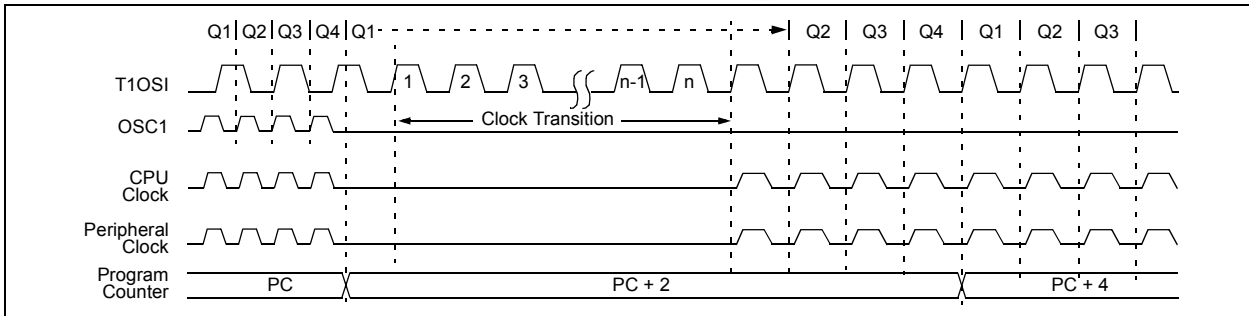 Q1 Q2 Q3 Q4 Q1 Q2 Q3 Q4 Q1 Q2 Q3
T1OSI 1 2 3 n-1 n
OSC1 Clock Transition
CPU
Clock
Peripheral
Clock
Program
Counter PC PC + 2 PC + 4